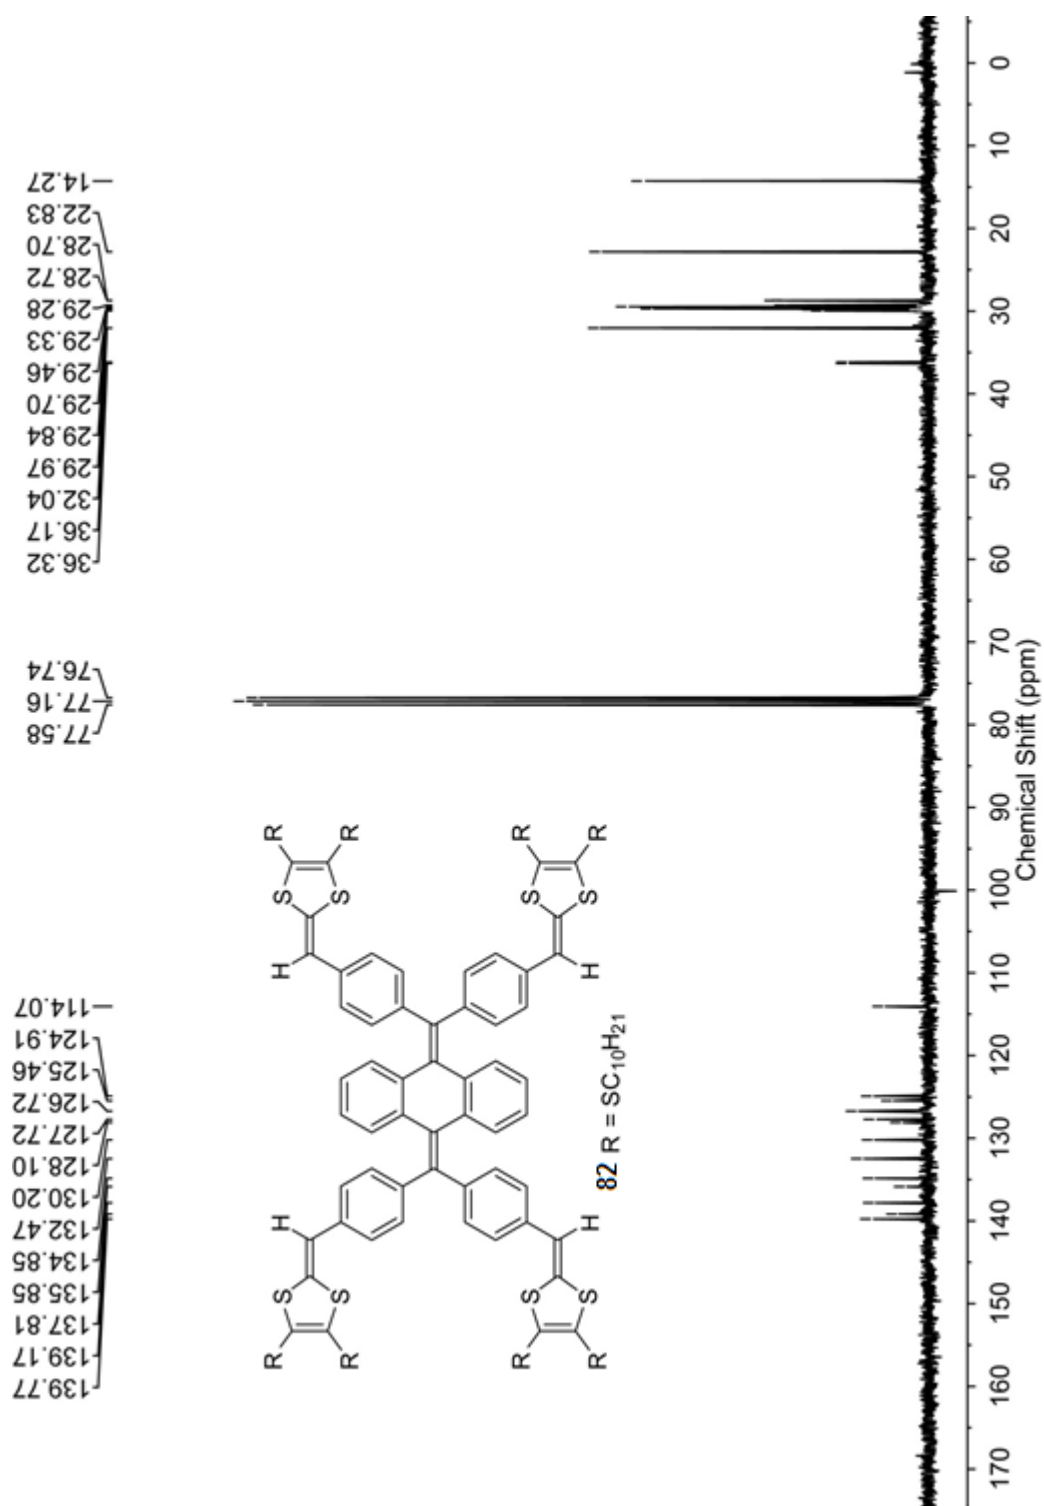 14.27
22.83
28.70
28.72
29.28
29.33
29.46
29.70
29.84
29.97
32.04
36.17
36.32
76.74
77.16
77.58
114.07
124.91
125.46
126.72
127.72
128.10
130.20
132.47
134.85
135.85
137.81
139.17
139.77
R
R
S
S
H
R
R
S
S
H
H
S
S
R
R
H
S
S
R
R
82 R = SC10H21
0
10
20
30
40
50
60
70
80
90
100
110
120
130
140
150
160
170
Chemical Shift (ppm)